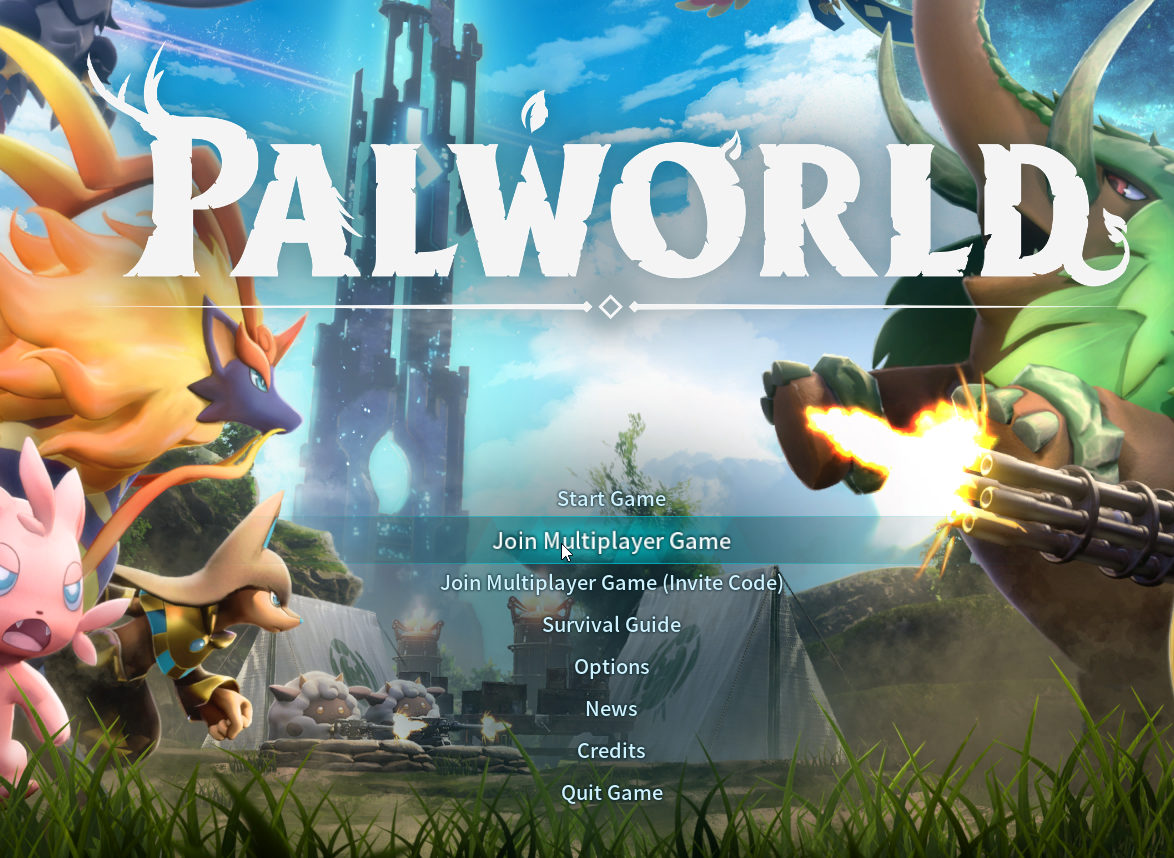 PALWORLD
Start Game
Join Multiplayer Game
Join Multiplayer Game (Invite Code)
Survival Guide
Options
News
Credits
Quit Game